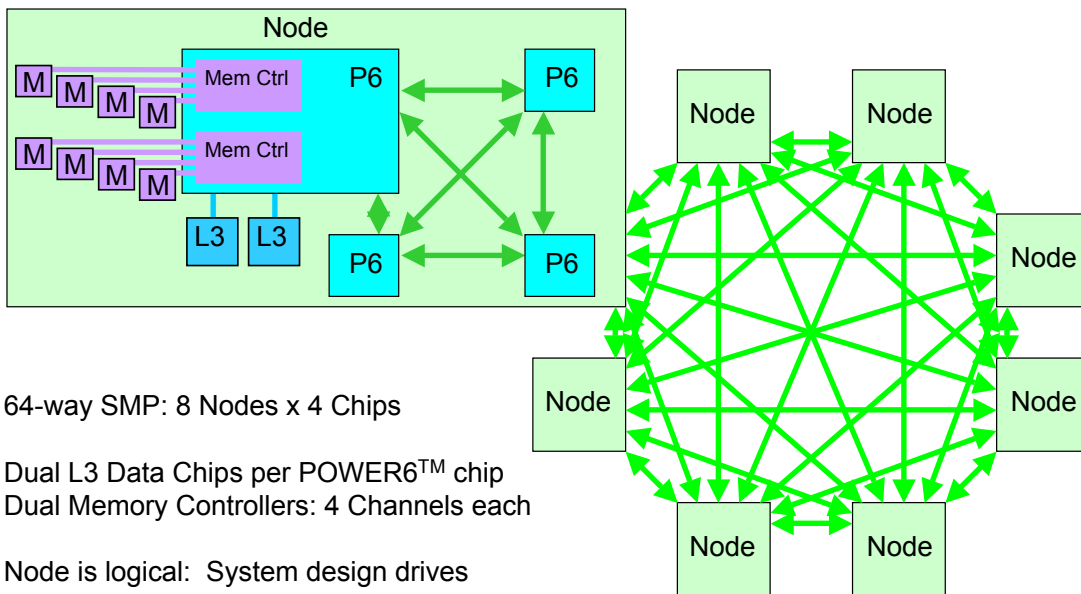 Node
M
M
M
M
Mem Ctrl
P6
P6
M
M
M
M
Mem Ctrl
L3
L3
P6
P6
Node
Node
Node
Node
Node
Node
Node
64-way SMP: 8 Nodes x 4 Chips
Dual L3 Data Chips per POWER6TM chip
Dual Memory Controllers: 4 Channels each
Node is logical: System design drives